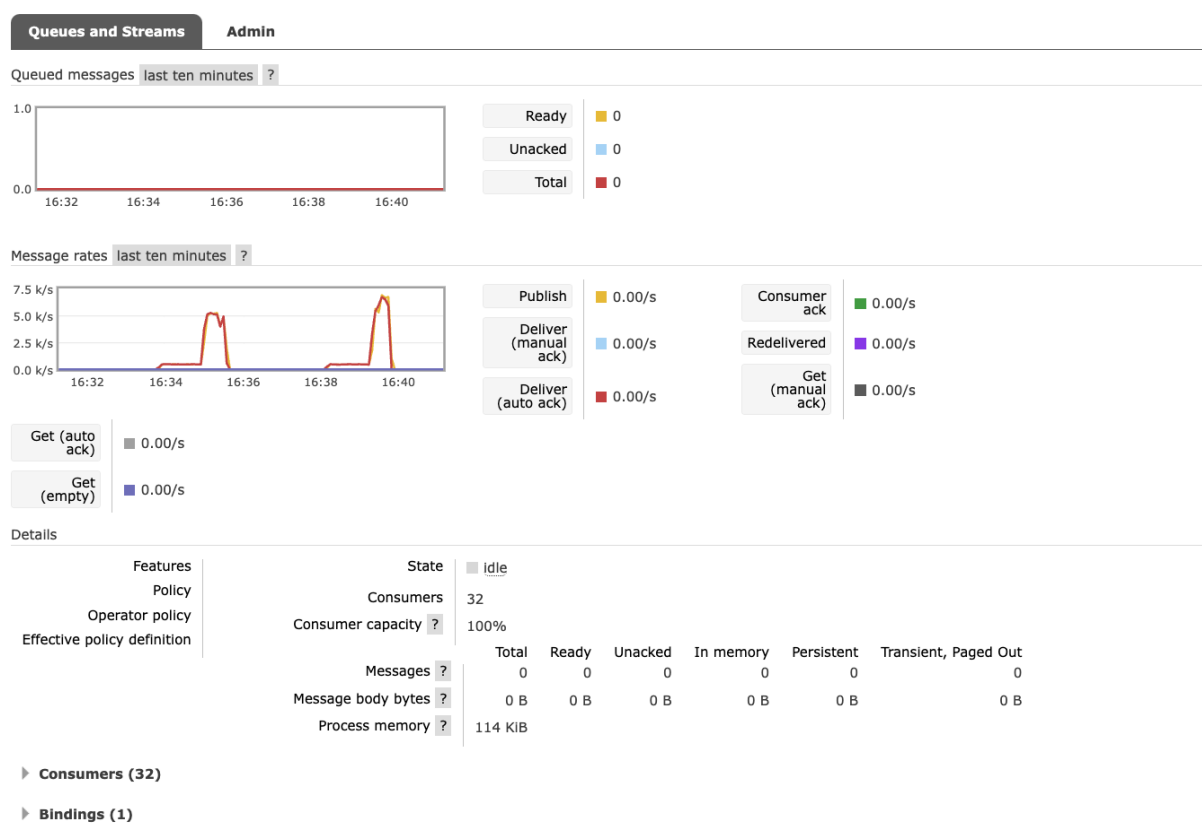 Queues and Streams Admin
Queued messages last ten minutes ?
1.0
0.0
16:32 16:34 16:36 16:38 16:40
Ready 0
Unacked 0
Total 0
Message rates last ten minutes ?
7.5 k/s
5.0 k/s
2.5 k/s
0.0 k/s
16:32 16:34 16:36 16:38 16:40
Publish 0.00/s
Deliver
(manual 0.00/s
ack)
Deliver
(auto ack) 0.00/s
Consumer
ack 0.00/s
Redelivered 0.00/s
Get
(manual 0.00/s
ack)
Get (auto
ack) 0.00/s
Get
(empty) 0.00/s
Details
Features
Policy
Operator policy
Effective policy definition
State idle
Consumers 32
Consumer capacity ? 100%
Total Ready Unacked In memory Persistent Transient, Paged Out
Messages ? 0 0 0 0 0 0
Message body bytes ? 0 B 0 B 0 B 0 B 0 B 0 B
Process memory ? 114 KiB
Consumers (32)
Bindings (1)